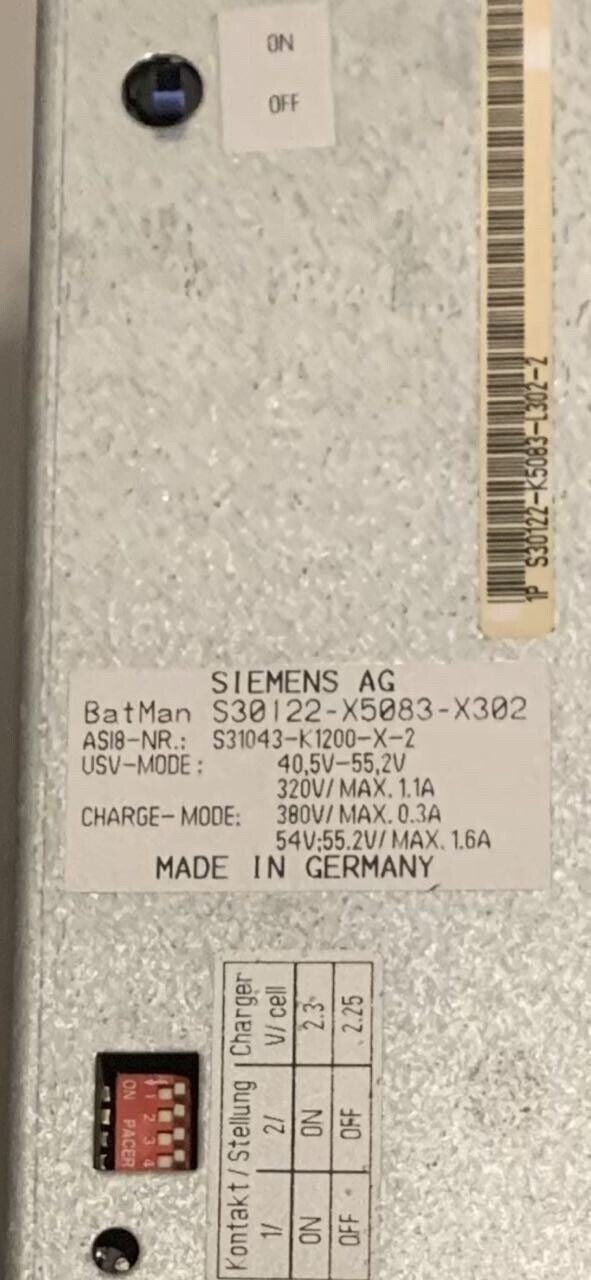 ON
OFF
1P S30122-K5083-L302-2
SIEMENS AG
BatMan S30122-X5083-X302
ASI8-NR.: S31043-K1200-X-2
USV-MODE: 40,5V-55,2V
320V/MAX. 1.1A
CHARGE-MODE: 380V/MAX. 0.3A
54V;55.2V/MAX. 1.6A
MADE IN GERMANY
Kontakt/Stellung Charger
1/ 2/ V/cell
ON ON 2.3
OFF OFF 2.25
ON PACER
1 2 3 4